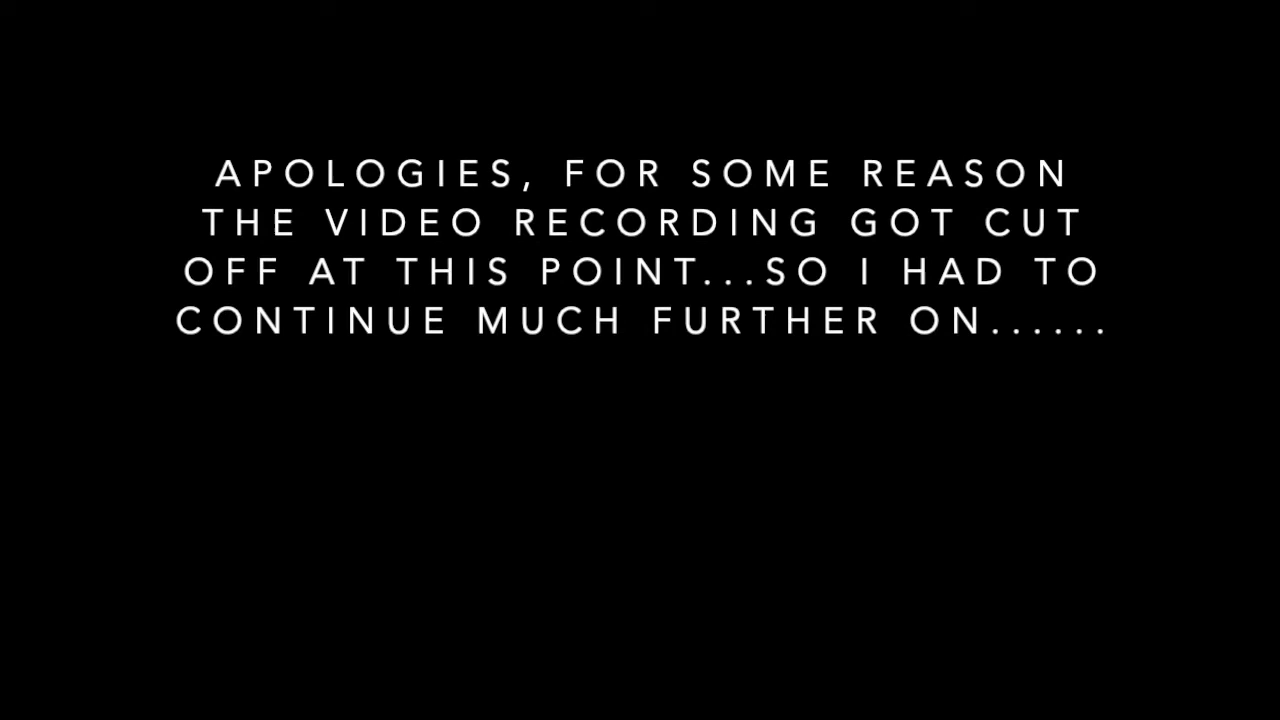 APOLOGIES, FOR SOME REASON
THE VIDEO RECORDING GOT CUT
OFF AT THIS POINT...SO I HAD TO
CONTINUE MUCH FURTHER ON......